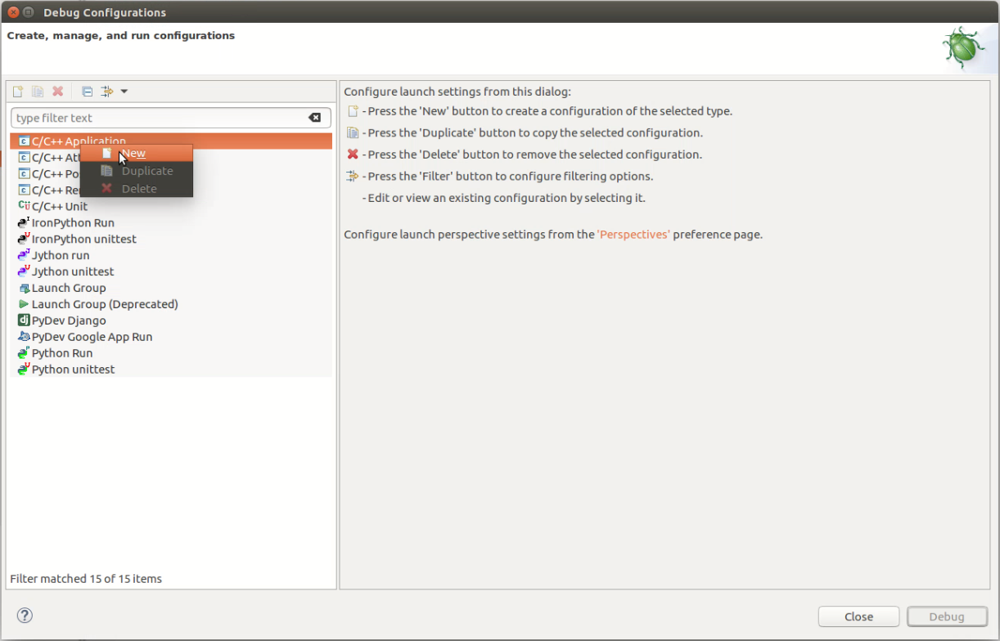 Debug Configurations
Create, manage, and run configurations
type filter text
C/C++ Application
New
C/C++
Duplicate
C/C++
Delete
C/C++
C/C++ Unit
IronPython Run
IronPython unittest
Jython run
Jython unittest
Launch Group
Launch Group (Deprecated)
PyDev Django
PyDev Google App Run
Python Run
Python unittest
Filter matched 15 of 15 items
Configure launch settings from this dialog:
- Press the 'New' button to create a configuration of the selected type.
- Press the 'Duplicate' button to copy the selected configuration.
- Press the 'Delete' button to remove the selected configuration.
- Press the 'Filter' button to configure filtering options.
- Edit or view an existing configuration by selecting it.
Configure launch perspective settings from the 'Perspectives' preference page.
Close
Debug